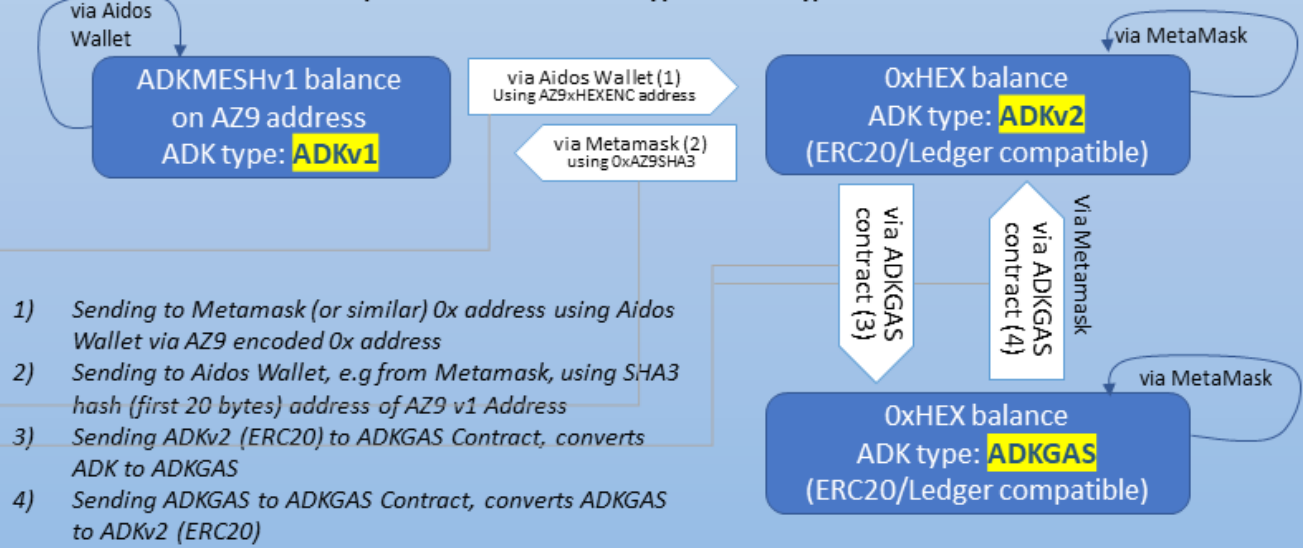 via Aidos
Wallet
ADKMESHv1 balance
on AZ9 address
ADK type: ADKv1
via Aidos Wallet (1)
Using AZ9xHEXENC address
via Metamask (2)
using 0xAZ9SHA3
via MetaMask
0xHEX balance
ADK type: ADKv2
(ERC20/Ledger compatible)
via ADKGAS
contract (3)
via ADKGAS
contract (4)
Via Metamask
via MetaMask
0xHEX balance
ADK type: ADKGAS
(ERC20/Ledger compatible)
1) Sending to Metamask (or similar) 0x address using Aidos
Wallet via AZ9 encoded 0x address
2) Sending to Aidos Wallet, e.g from Metamask, using SHA3
hash (first 20 bytes) address of AZ9 v1 Address
3) Sending ADKv2 (ERC20) to ADKGAS Contract, converts
ADK to ADKGAS
4) Sending ADKGAS to ADKGAS Contract, converts ADKGAS
to ADKv2 (ERC20)